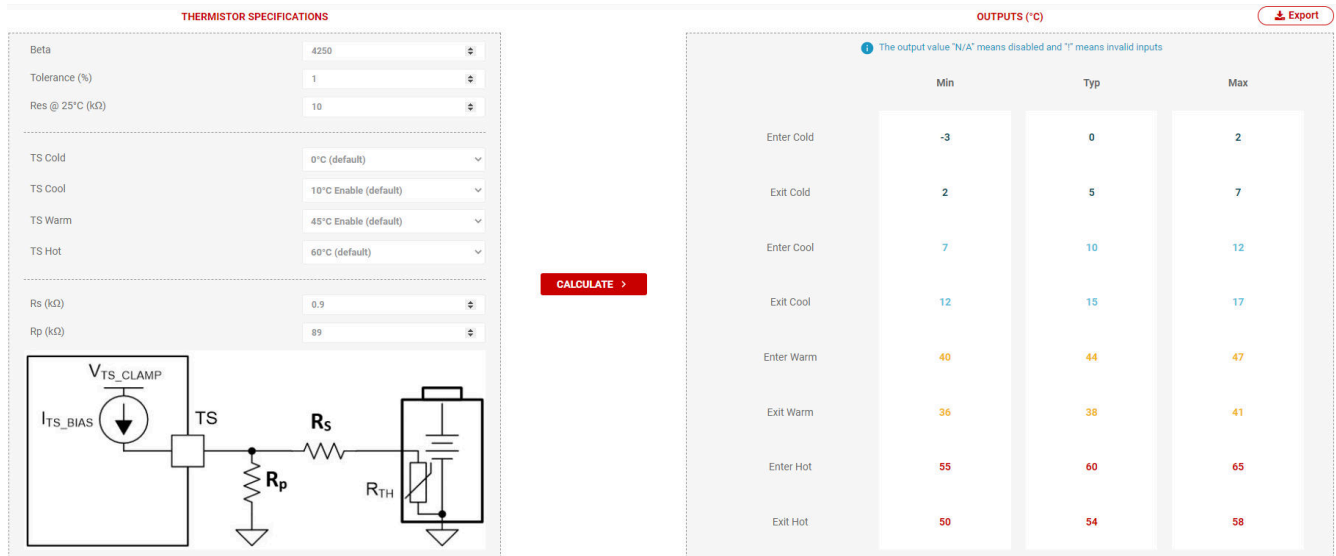 THERMISTOR SPECIFICATIONS
Beta 4250
Tolerance (%) 1
Res @ 25°C (kΩ) 10
TS Cold 0°C (default)
TS Cool 10°C Enable (default)
TS Warm 45°C Enable (default)
TS Hot 60°C (default)
Rs (kΩ) 0.9
Rp (kΩ) 89
VTS_CLAMP
ITS_BIAS
TS
RS
Rp
RTH
CALCULATE >
OUTPUTS (°C)
Export
i The output value "N/A" means disabled and "!" means invalid inputs
Min Typ Max
Enter Cold -3 0 2
Exit Cold 2 5 7
Enter Cool 7 10 12
Exit Cool 12 15 17
Enter Warm 40 44 47
Exit Warm 36 38 41
Enter Hot 55 60 65
Exit Hot 50 54 58